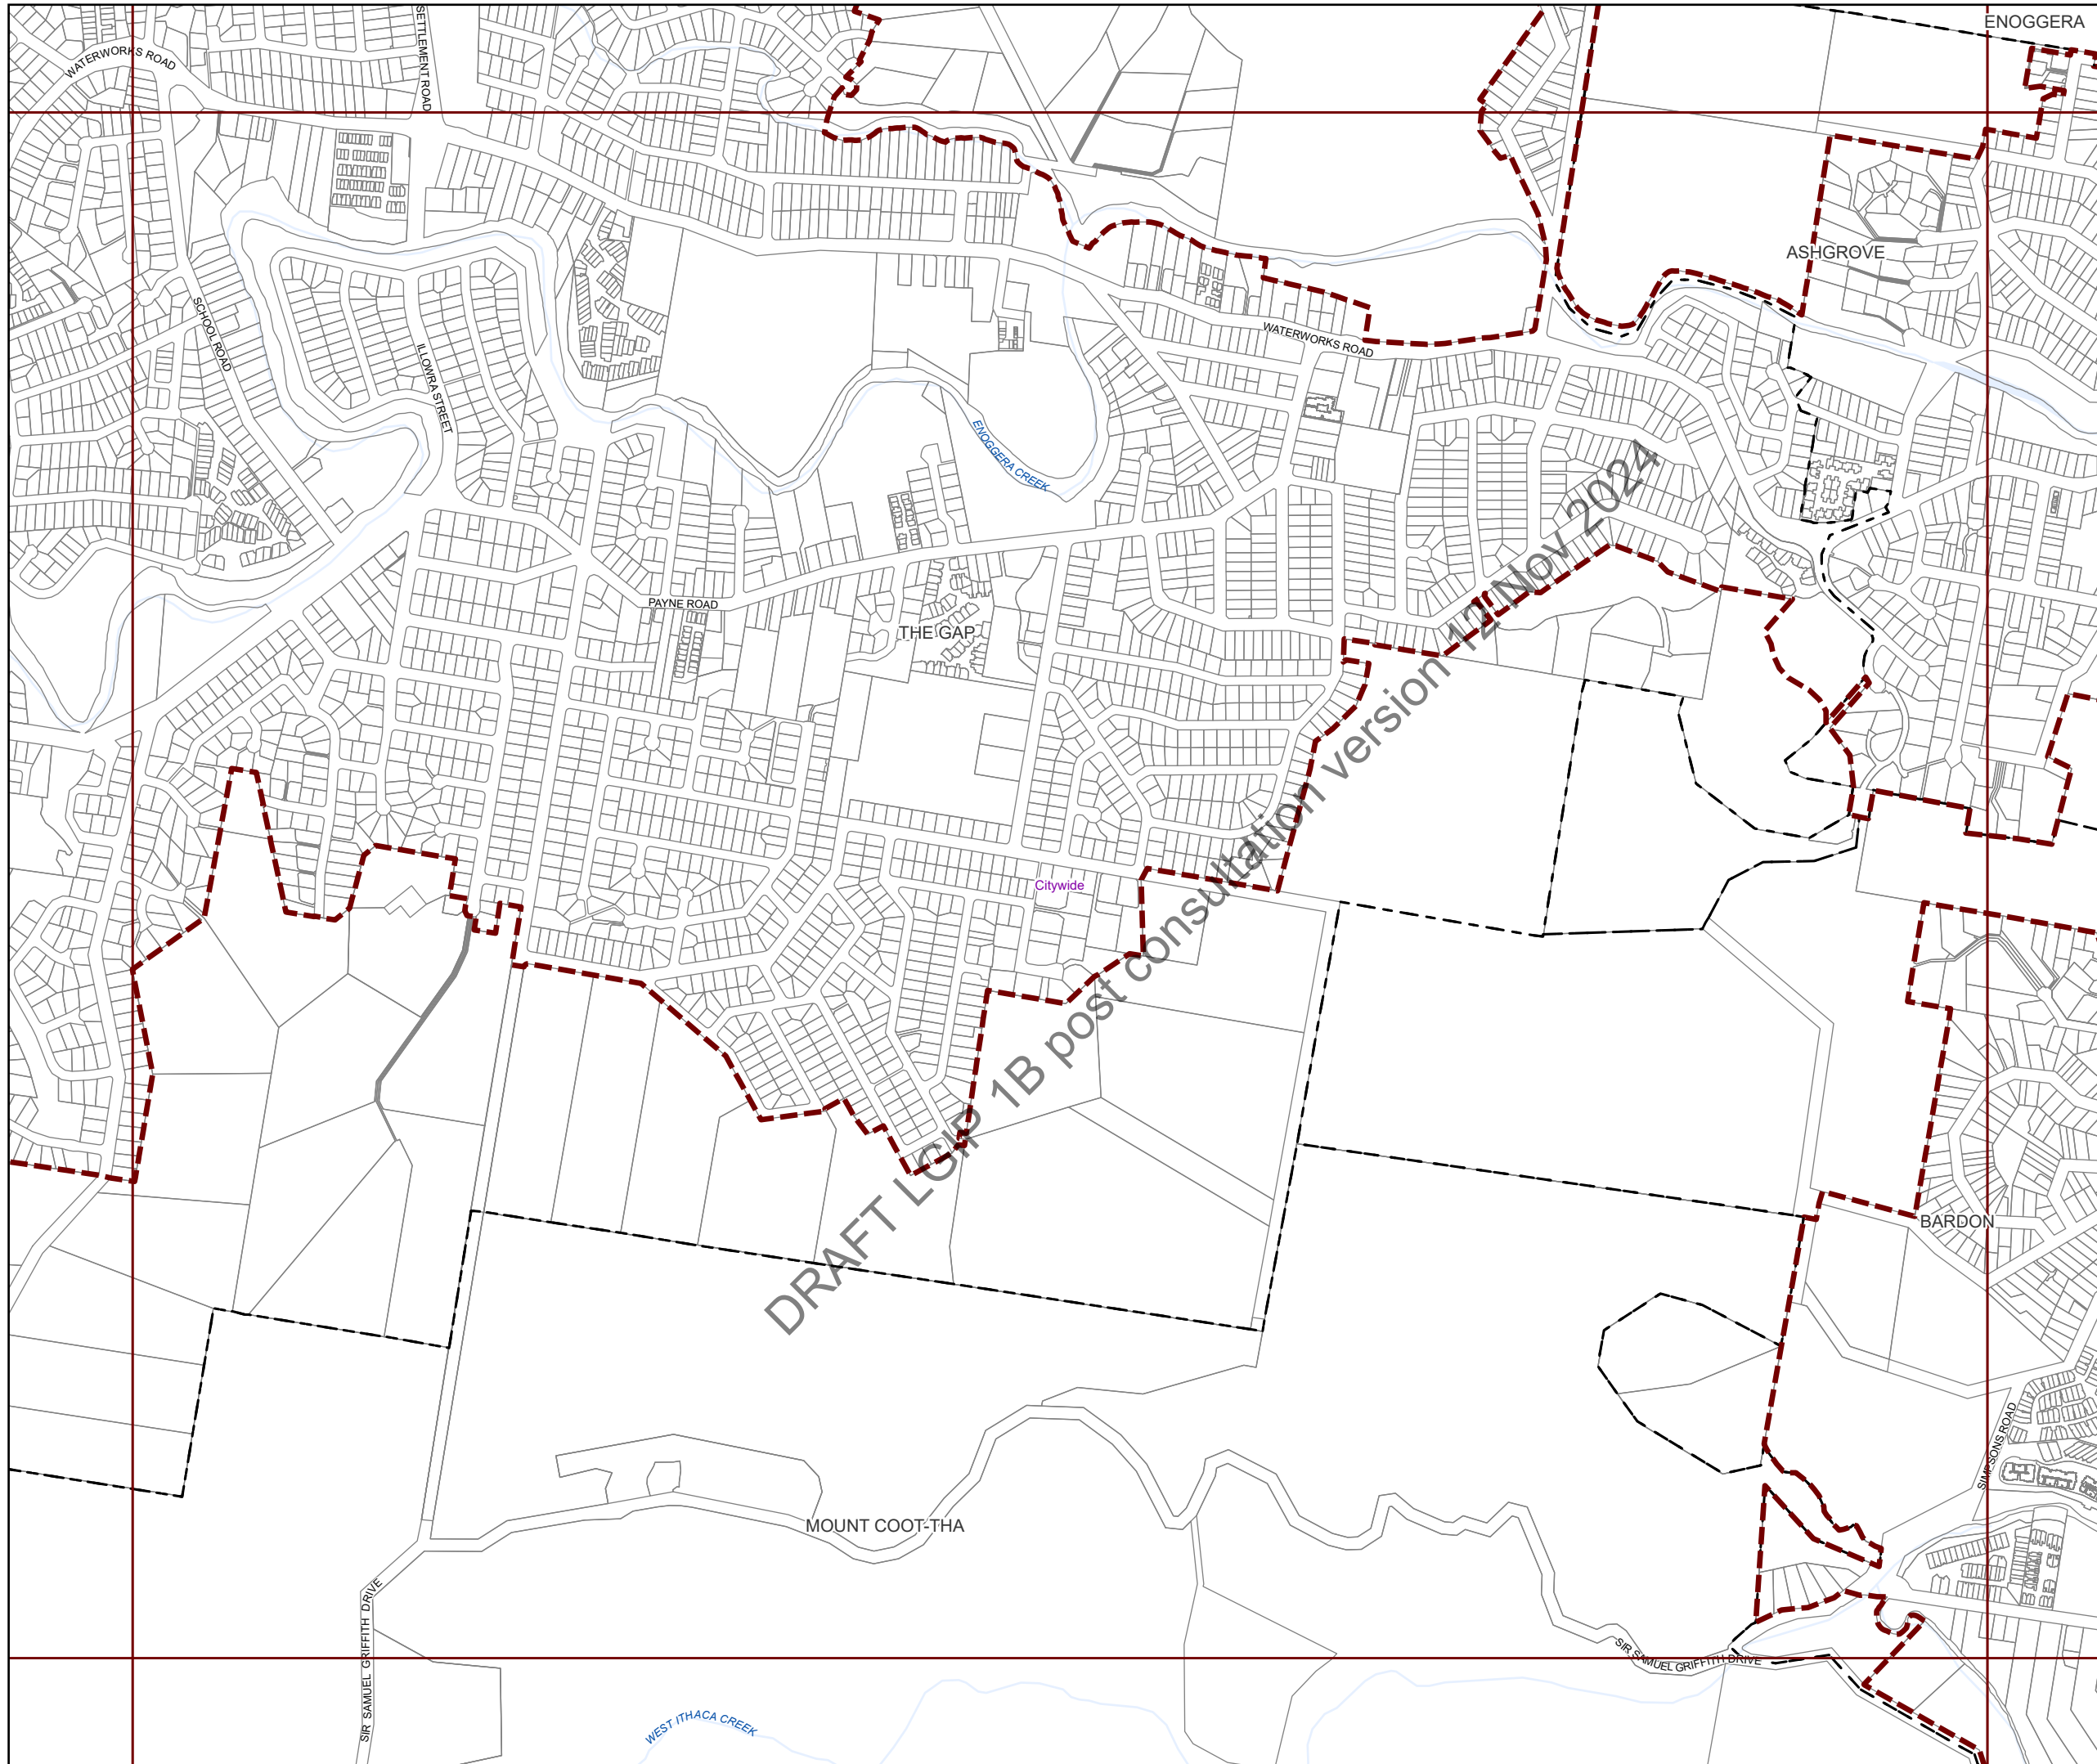 ENOGGERA
SETTLEMENT ROAD
WATERWORKS ROAD
ASHGROVE
SCHOOL ROAD
ILLOWRA STREET
WATERWORKS ROAD
ENOGGERA CREEK
PAYNE ROAD
THE GAP
Citywide
DRAFT LGIP 1B post consultation version 12 Nov 2024
BARDON
SIMPSONS ROAD
MOUNT COOT-THA
SIR SAMUEL GRIFFITH DRIVE
SIR SAMUEL GRIFFITH DRIVE
WEST ITHACA CREEK